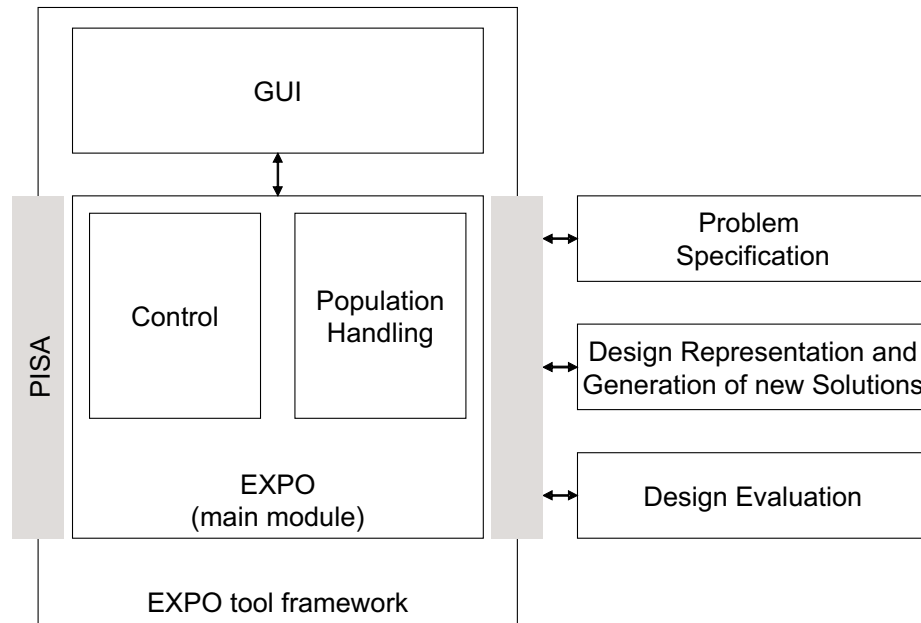 GUI
PISA
Control
Population
Handling
EXPO
(main module)
EXPO tool framework
Problem
Specification
Design Representation and
Generation of new Solutions
Design Evaluation